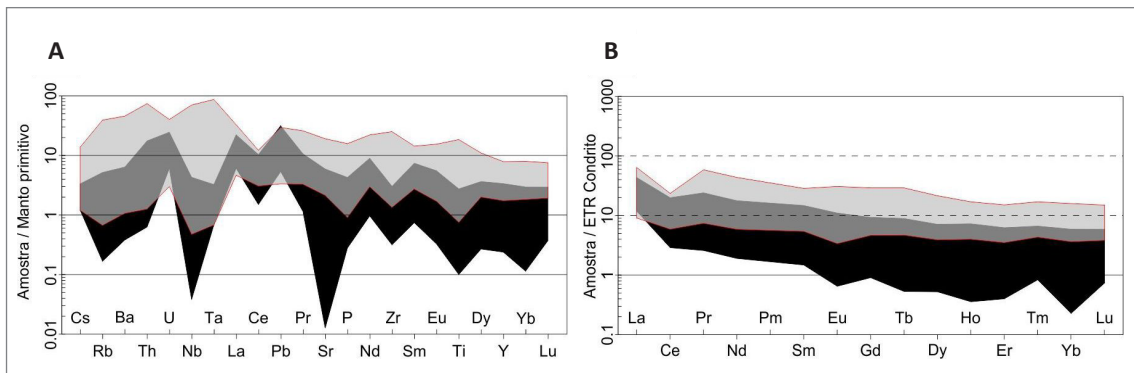 A
Amostra / Manto primitivo
100
10
1
0.1
0.01
Cs Ba U Ta Ce Pr P Zr Eu Dy Yb
Rb Th Nb La Pb Sr Nd Sm Ti Y Lu
B
Amostra / ETR Condrito
1000
100
10
1
0.1
La Pr Pm Eu Tb Ho Tm Lu
Ce Nd Sm Gd Dy Er Yb